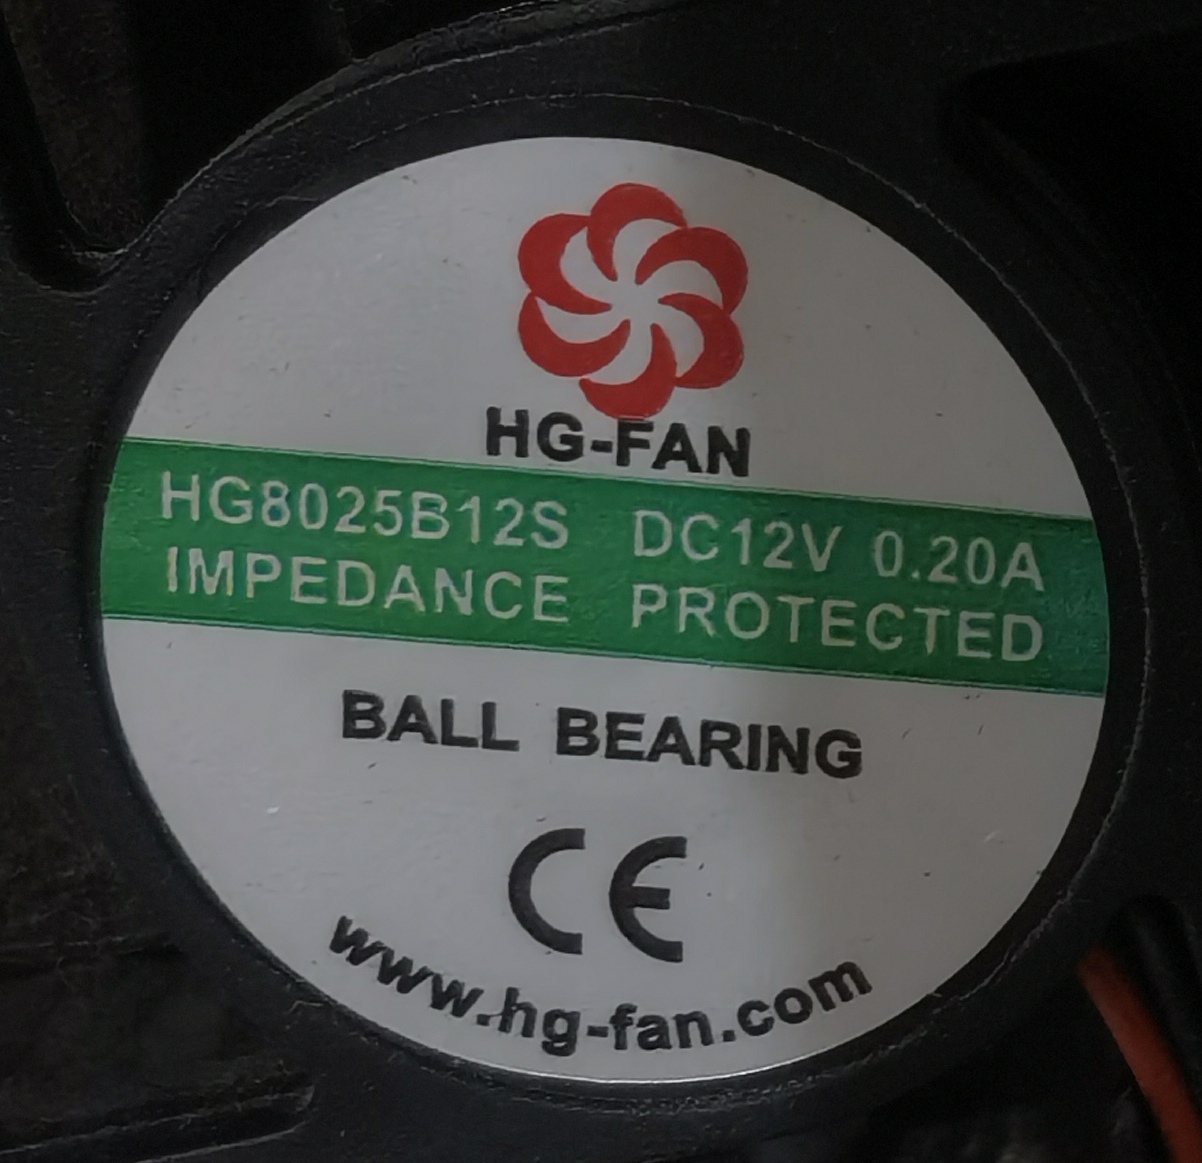 HG-FAN
HG8025B12S DC12V 0.20A
IMPEDANCE PROTECTED
BALL BEARING
CE
www.hg-fan.com